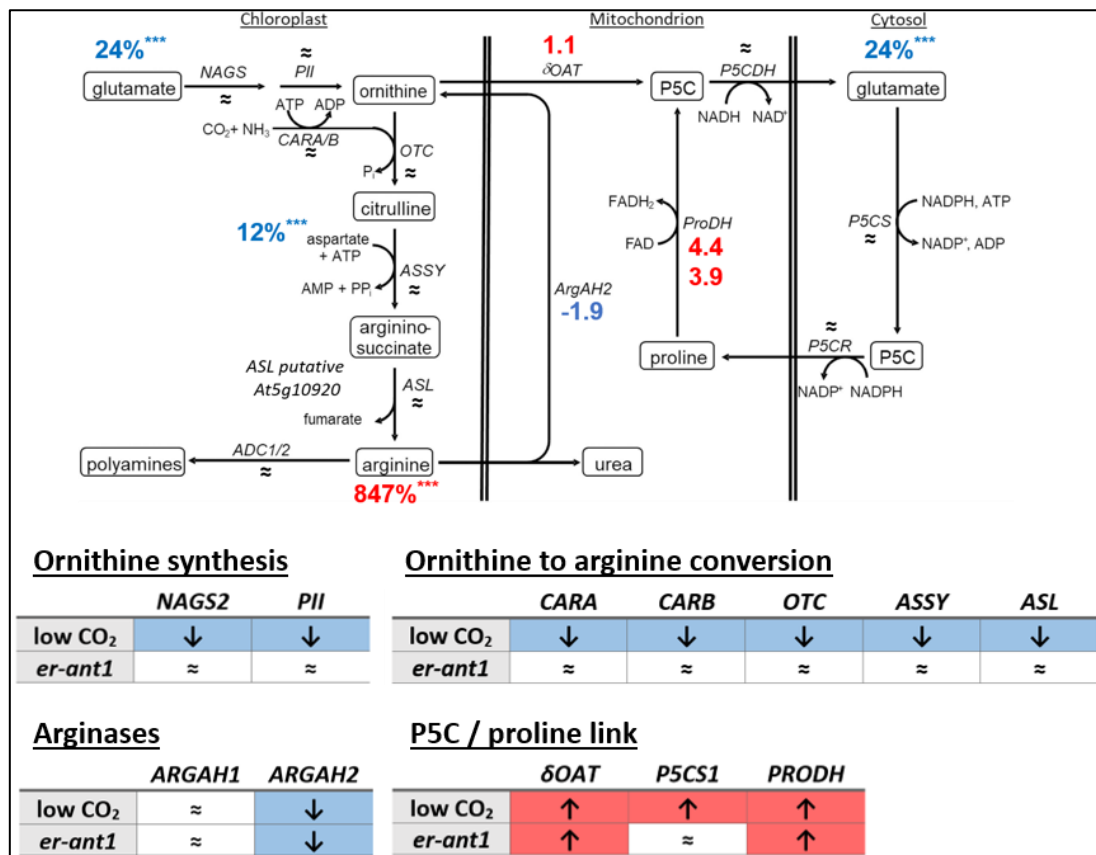 Chloroplast Mitochondrion Cytosol
24%*** ≈ 1.1 ≈ 24%***
NAGS PII δOAT P5CDH
glutamate ornithine P5C glutamate
≈
ATP ADP NADH NAD⁺
CO₂+ NH₃
CARA/B
≈
OTC
Pᵢ ≈
citrulline FADH₂ NADPH, ATP
12%*** ProDH P5CS
aspartate FAD 4.4 ≈ NADP⁺, ADP
+ ATP 3.9
ASSY
AMP + PPᵢ ≈ ArgAH2
-1.9
arginino- ≈
succinate proline P5CR P5C
ASL putative NADP⁺ NADPH
At5g10920 ASL
≈
fumarate
ADC1/2
polyamines arginine urea
≈
847%***
Ornithine synthesis
NAGS2 PII
low CO₂ ↓ ↓
er-ant1 ≈ ≈
Ornithine to arginine conversion
CARA CARB OTC ASSY ASL
low CO₂ ↓ ↓ ↓ ↓ ↓
er-ant1 ≈ ≈ ≈ ≈ ≈
Arginases
ARGAH1 ARGAH2
low CO₂ ≈ ↓
er-ant1 ≈ ↓
P5C / proline link
δOAT P5CS1 PRODH
low CO₂ ↑ ↑ ↑
er-ant1 ↑ ≈ ↑